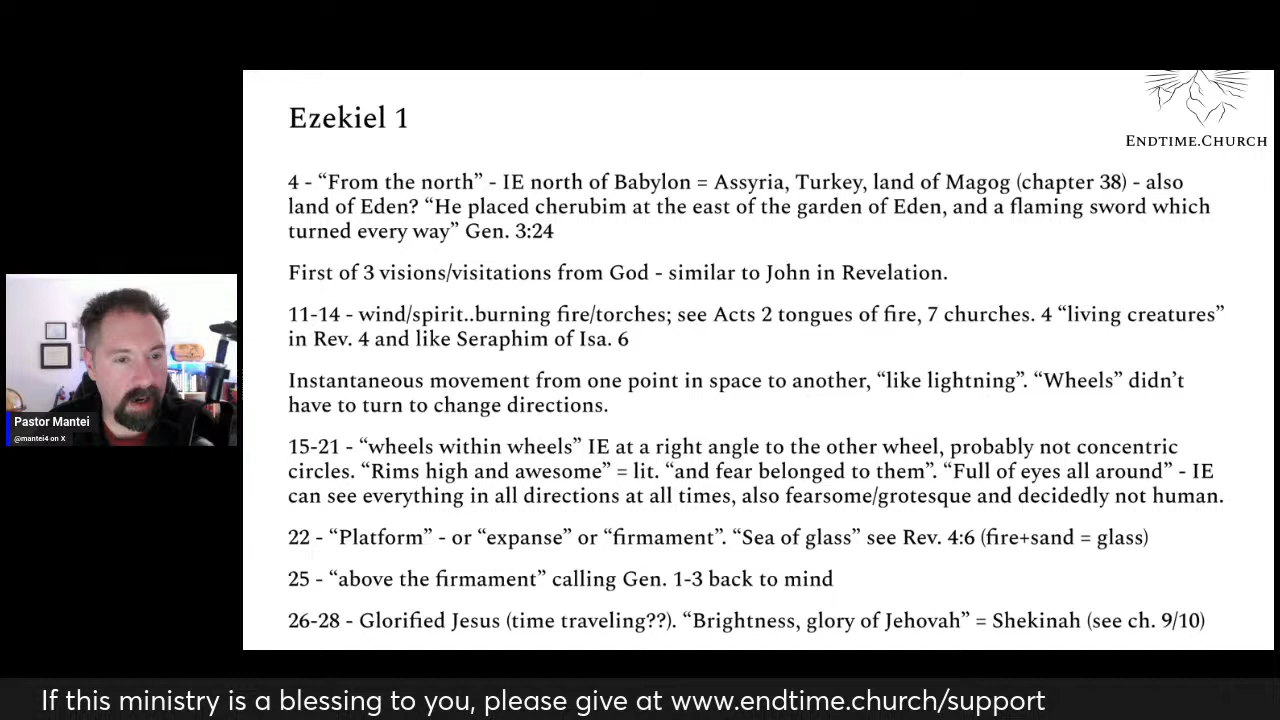 Ezekiel 1
ENDTIME.CHURCH
4 - “From the north” - IE north of Babylon = Assyria, Turkey, land of Magog (chapter 38) - also
land of Eden? “He placed cherubim at the east of the garden of Eden, and a flaming sword which
turned every way” Gen. 3:24
First of 3 visions/visitations from God - similar to John in Revelation.
11-14 - wind/spirit..burning fire/torches; see Acts 2 tongues of fire, 7 churches. 4 “living creatures”
in Rev. 4 and like Seraphim of Isa. 6
Instantaneous movement from one point in space to another, “like lightning”. “Wheels” didn’t
have to turn to change directions.
15-21 - “wheels within wheels” IE at a right angle to the other wheel, probably not concentric
circles. “Rims high and awesome” = lit. “and fear belonged to them”. “Full of eyes all around” - IE
can see everything in all directions at all times, also fearsome/grotesque and decidedly not human.
22 - “Platform” - or “expanse” or “firmament”. “Sea of glass” see Rev. 4:6 (fire+sand = glass)
25 - “above the firmament” calling Gen. 1-3 back to mind
26-28 - Glorified Jesus (time traveling??). “Brightness, glory of Jehovah” = Shekinah (see ch. 9/10)
Pastor Mantei
@mantei4 on X
If this ministry is a blessing to you, please give at www.endtime.church/support